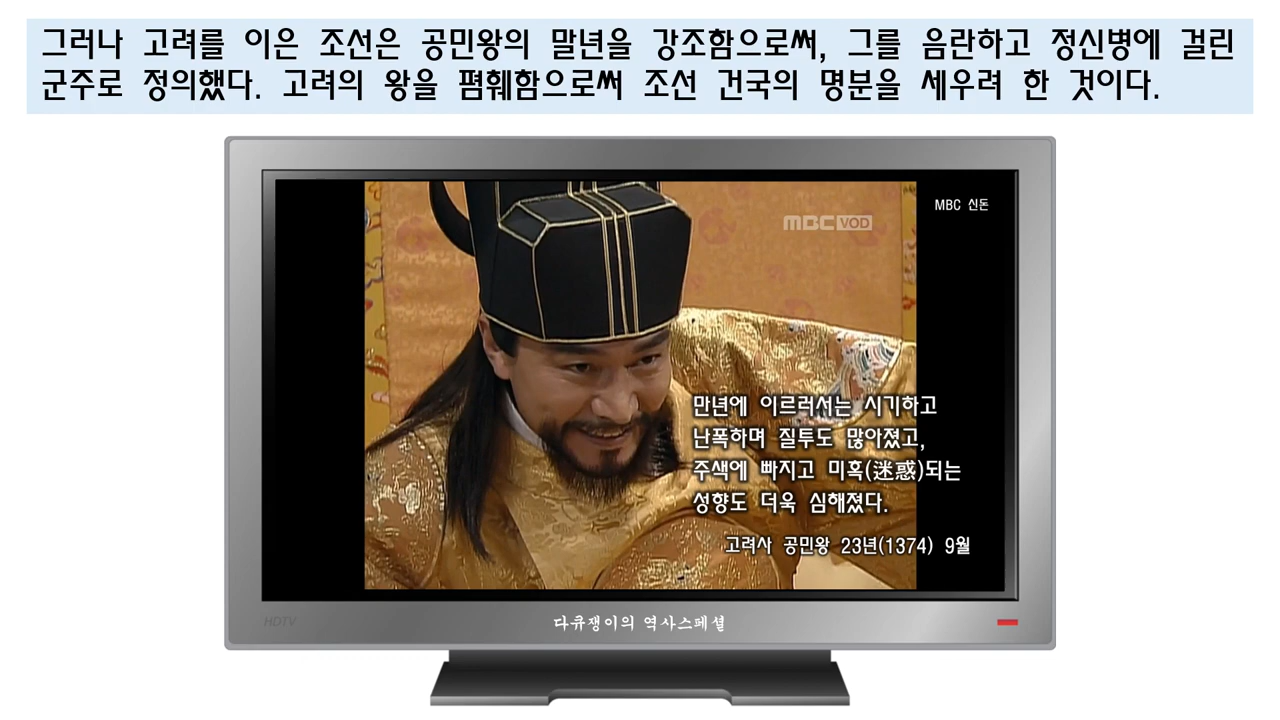 그러나 고려를 이은 조선은 공민왕의 말년을 강조함으로써, 그를 음란하고 정신병에 걸린
군주로 정의했다. 고려의 왕을 폄훼함으로써 조선 건국의 명분을 세우려 한 것이다.
MBC 신돈
MBC VOD
만년에 이르러서는 시기하고
난폭하며 질투도 많아졌고,
주색에 빠지고 미혹(迷惑)되는
성향도 더욱 심해졌다.
고려사 공민왕 23년(1374) 9월
HDTV
다큐쟁이의 역사스페셜